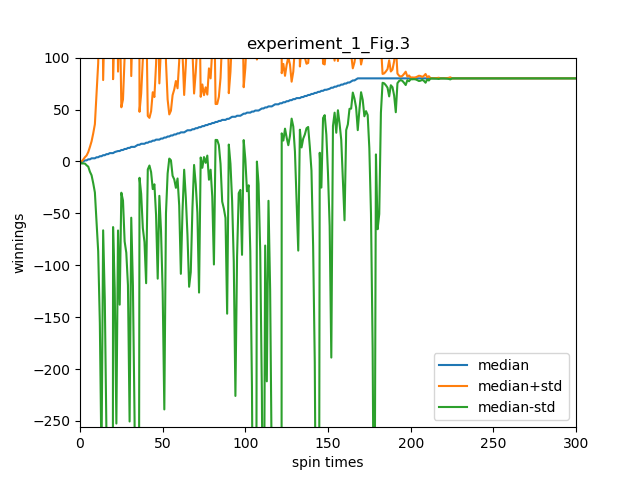 experiment_1_Fig.3
winnings
100
50
0
−50
−100
−150
−200
−250
0 50 100 150 200 250 300
spin times
median
median+std
median-std